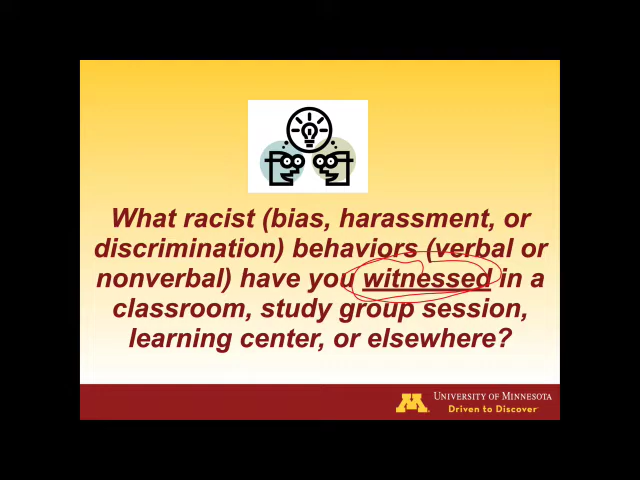 What racist (bias, harassment, or
discrimination) behaviors (verbal or
nonverbal) have you witnessed in a
classroom, study group session,
learning center, or elsewhere?
M
UNIVERSITY OF MINNESOTA
Driven to Discover